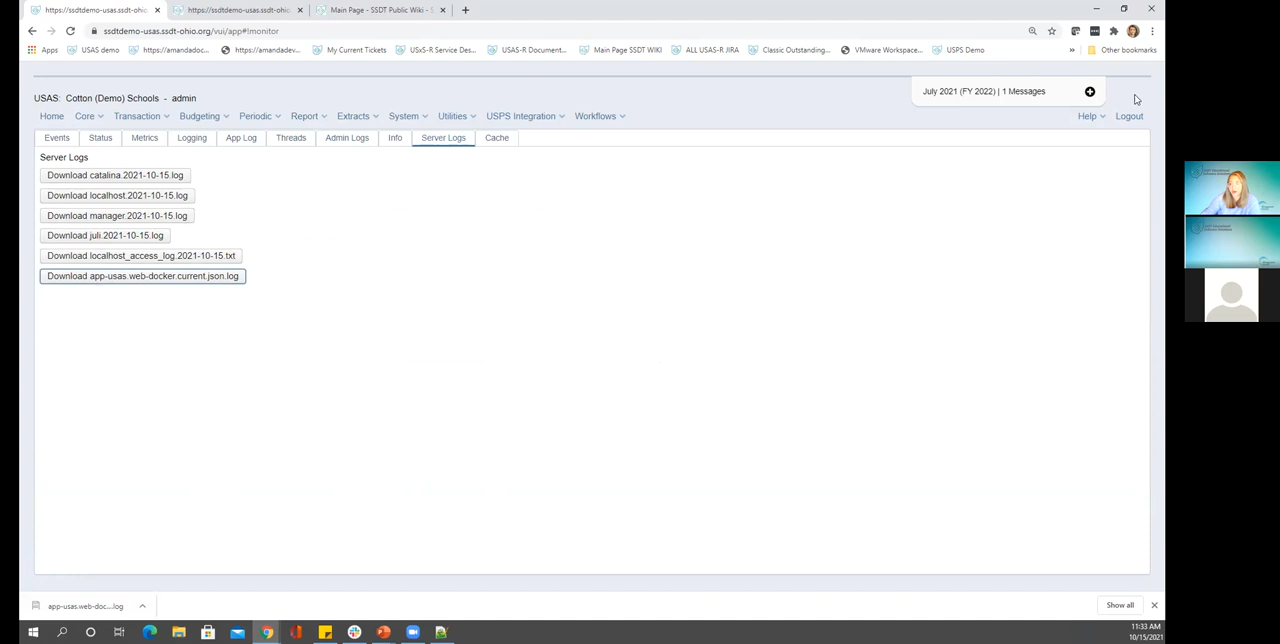 https://ssdtdemo-usas.ssdt-ohio.c
https://ssdtdemo-usas.ssdt-ohio.c
Main Page - SSDT Public Wiki - S
ssdtdemo-usas.ssdt-ohio.org/vui/app#!monitor
Apps USAS demo https://amandadoc... https://amandadev... My Current Tickets USxS-R Service Des... USAS-R Document... Main Page SSDT WIKI ALL USAS-R JIRA Classic Outstanding... VMware Workspace... USPS Demo » Other bookmarks
July 2021 (FY 2022) | 1 Messages
USAS: Cotton (Demo) Schools - admin
Home Core Transaction Budgeting Periodic Report Extracts System Utilities USPS Integration Workflows Help Logout
Events Status Metrics Logging App Log Threads Admin Logs Info Server Logs Cache
Server Logs
Download catalina.2021-10-15.log
Download localhost.2021-10-15.log
Download manager.2021-10-15.log
Download juli.2021-10-15.log
Download localhost_access_log.2021-10-15.txt
Download app-usas.web-docker.current.json.log
app-usas.web-doc....log
Show all
11:33 AM
10/15/2021